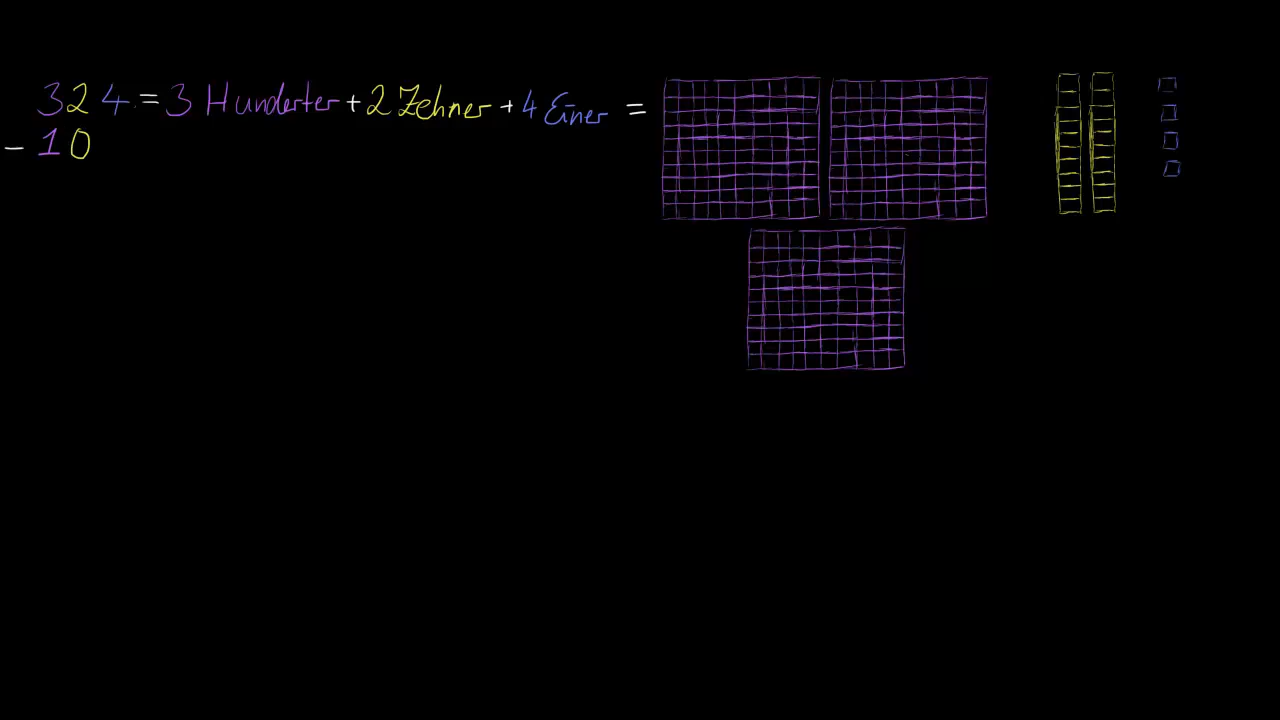 324 = 3 Hunderter + 2 Zehner + 4 Einer =
- 10